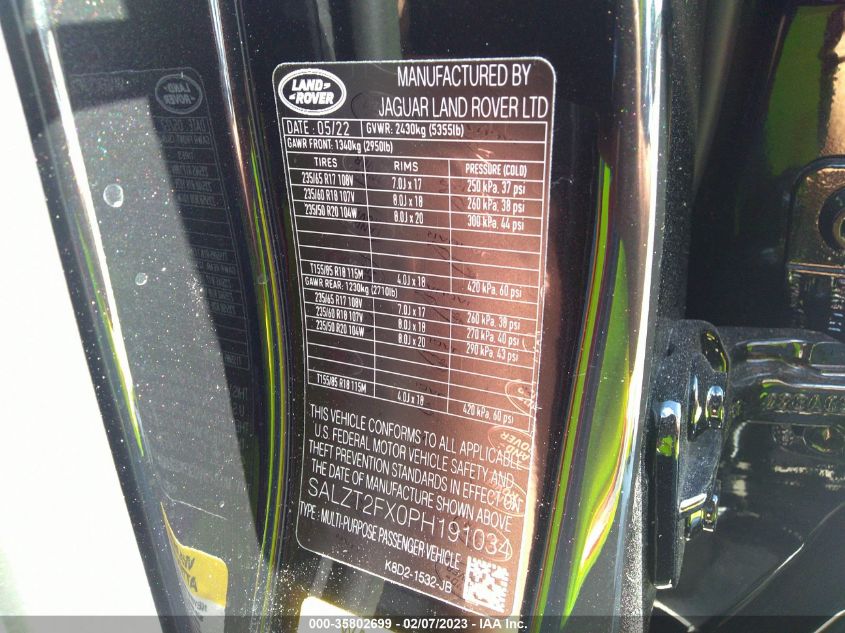 LAND
ROVER
MANUFACTURED BY
JAGUAR LAND ROVER LTD
DATE : 05/22 GVWR: 2430kg (5355lb)
GAWR FRONT: 1340kg (2950lb)
TIRES RIMS PRESSURE (COLD)
235/65 R17 108V 7.0J x 17 250 kPa, 37 psi
235/60 R18 107V 8.0J x 18 260 kPa, 38 psi
235/50 R20 104W 8.0J x 20 300 kPa, 44 psi
T155/85 R18 115M 4.0J x 18 420 kPa, 60 psi
GAWR REAR: 1230kg (2710lb)
235/65 R17 108V 7.0J x 17 260 kPa, 38 psi
235/60 R18 107V 8.0J x 18 270 kPa, 40 psi
235/50 R20 104W 8.0J x 20 290 kPa, 43 psi
T155/85 R18 115M 4.0J x 18 420 kPa, 60 psi
THIS VEHICLE CONFORMS TO ALL APPLICABLE
U.S. FEDERAL MOTOR VEHICLE SAFETY AND
THEFT PREVENTION STANDARDS IN EFFECT ON
THE DATE OF MANUFACTURE SHOWN ABOVE
SALZT2FX0PH191034
TYPE : MULTI-PURPOSE PASSENGER VEHICLE
K8D2-1532-JB
000-35802699 - 02/07/2023 - IAA Inc.